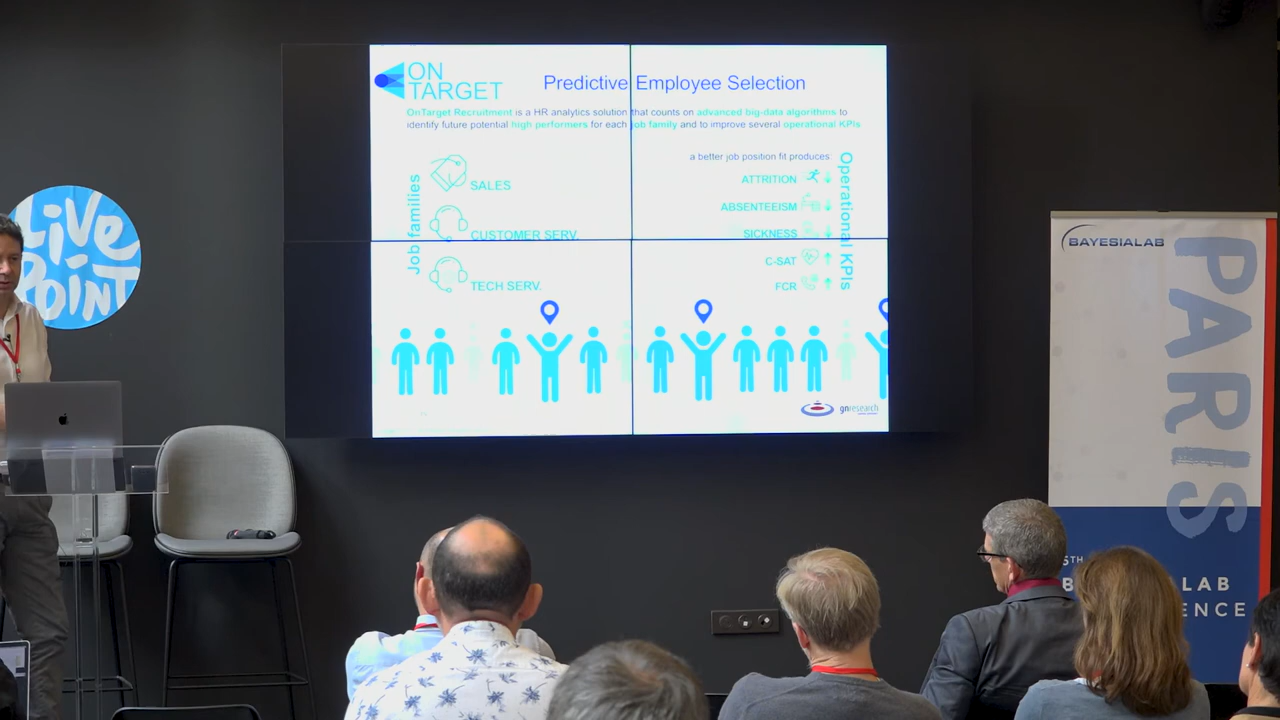 ON
TARGET
Predictive Employee Selection
OnTarget Recruitment is a HR analytics solution that counts on advanced big-data algorithms to
identify future potential high performers for each job family and to improve several operational KPIs
Job families
SALES
CUSTOMER SERV.
TECH SERV.
a better job position fit produces:
ATTRITION
ABSENTEEISM
SICKNESS
C-SAT
FCR
Operational KPIs
gnresearch
LiVE
POiNT
BAYESIALAB
PARIS
5TH
B LAB
ENCE